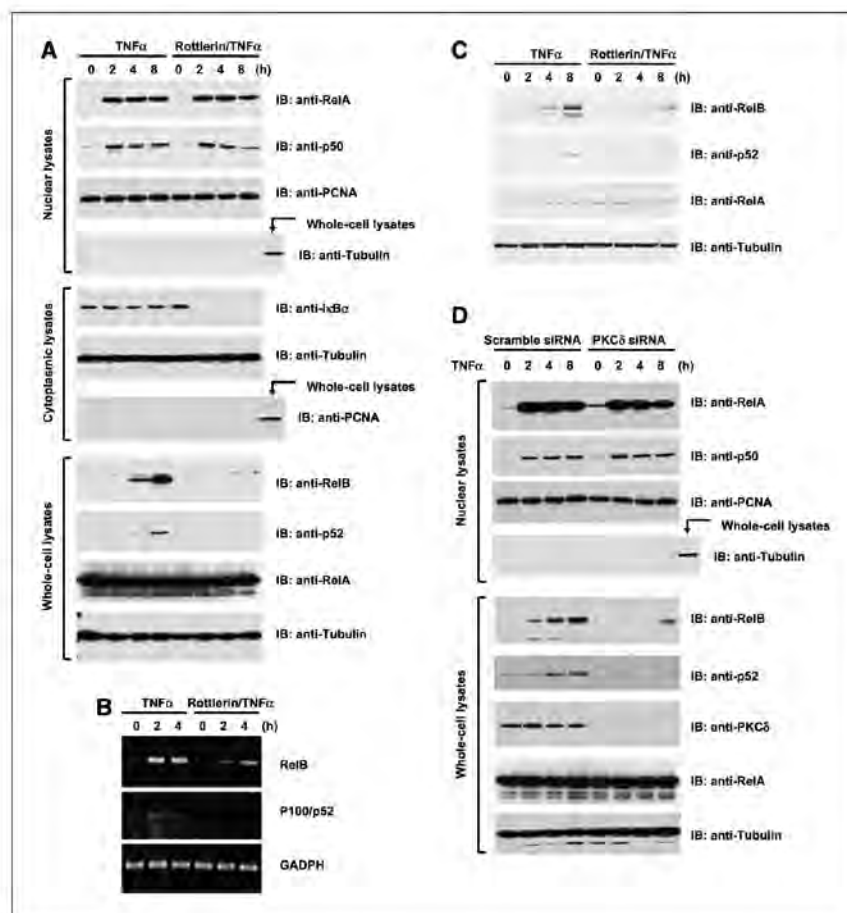 A
TNFα Rottlerin/TNFα
0 2 4 8 0 2 4 8 (h)
Nuclear lysates
IB: anti-RelA
IB: anti-p50
IB: anti-PCNA
Whole-cell lysates
IB: anti-Tubulin
Cytoplasmic lysates
IB: anti-IκBα
IB: anti-Tubulin
Whole-cell lysates
IB: anti-PCNA
Whole-cell lysates
IB: anti-RelB
IB: anti-p52
IB: anti-RelA
IB: anti-Tubulin
B
TNFα Rottlerin/TNFα
0 2 4 0 2 4 (h)
RelB
P100/p52
GADPH
C
TNFα Rottlerin/TNFα
0 2 4 8 0 2 4 8 (h)
IB: anti-RelB
IB: anti-p52
IB: anti-RelA
IB: anti-Tubulin
D
Scramble siRNA PKCδ siRNA
TNFα 0 2 4 8 0 2 4 8 (h)
Nuclear lysates
IB: anti-RelA
IB: anti-p50
IB: anti-PCNA
Whole-cell lysates
IB: anti-Tubulin
Whole-cell lysates
IB: anti-RelB
IB: anti-p52
IB: anti-PKCδ
IB: anti-RelA
IB: anti-Tubulin